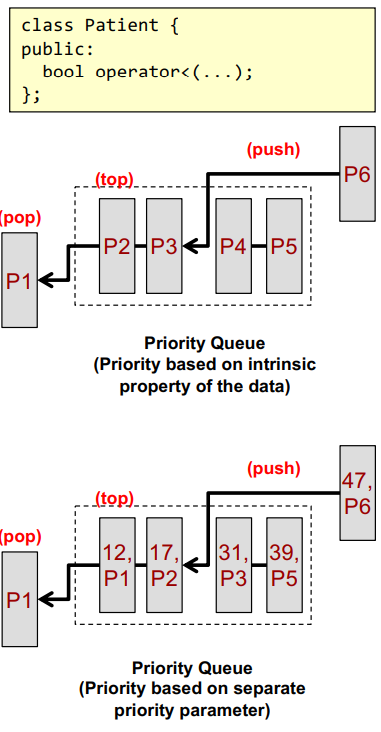 class Patient {
public:
  bool operator<(...);
};
(push)
P6
(top)
(pop)
P2
P3
P4
P5
P1
Priority Queue
(Priority based on intrinsic
property of the data)
(push)
47,
P6
(top)
(pop)
12,
P1
17,
P2
31,
P3
39,
P5
P1
Priority Queue
(Priority based on separate
priority parameter)